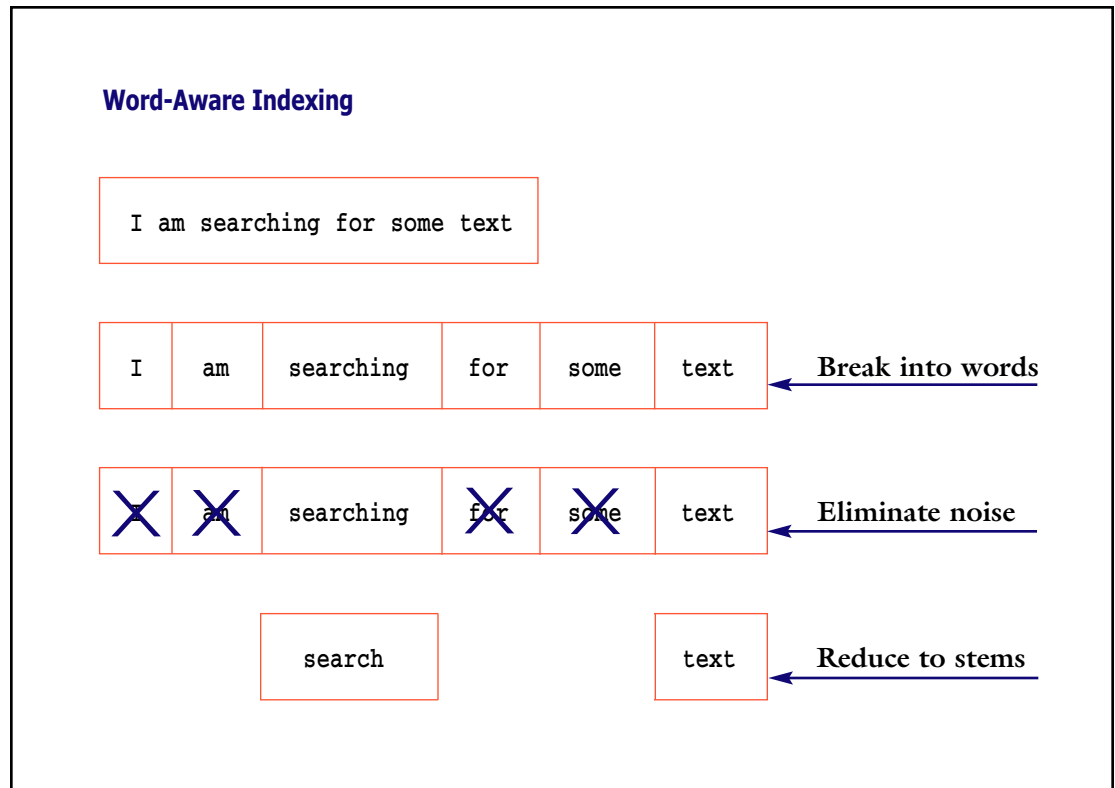 Word-Aware Indexing
I am searching for some text
I am searching for some text Break into words
I am searching for some text Eliminate noise
search text Reduce to stems